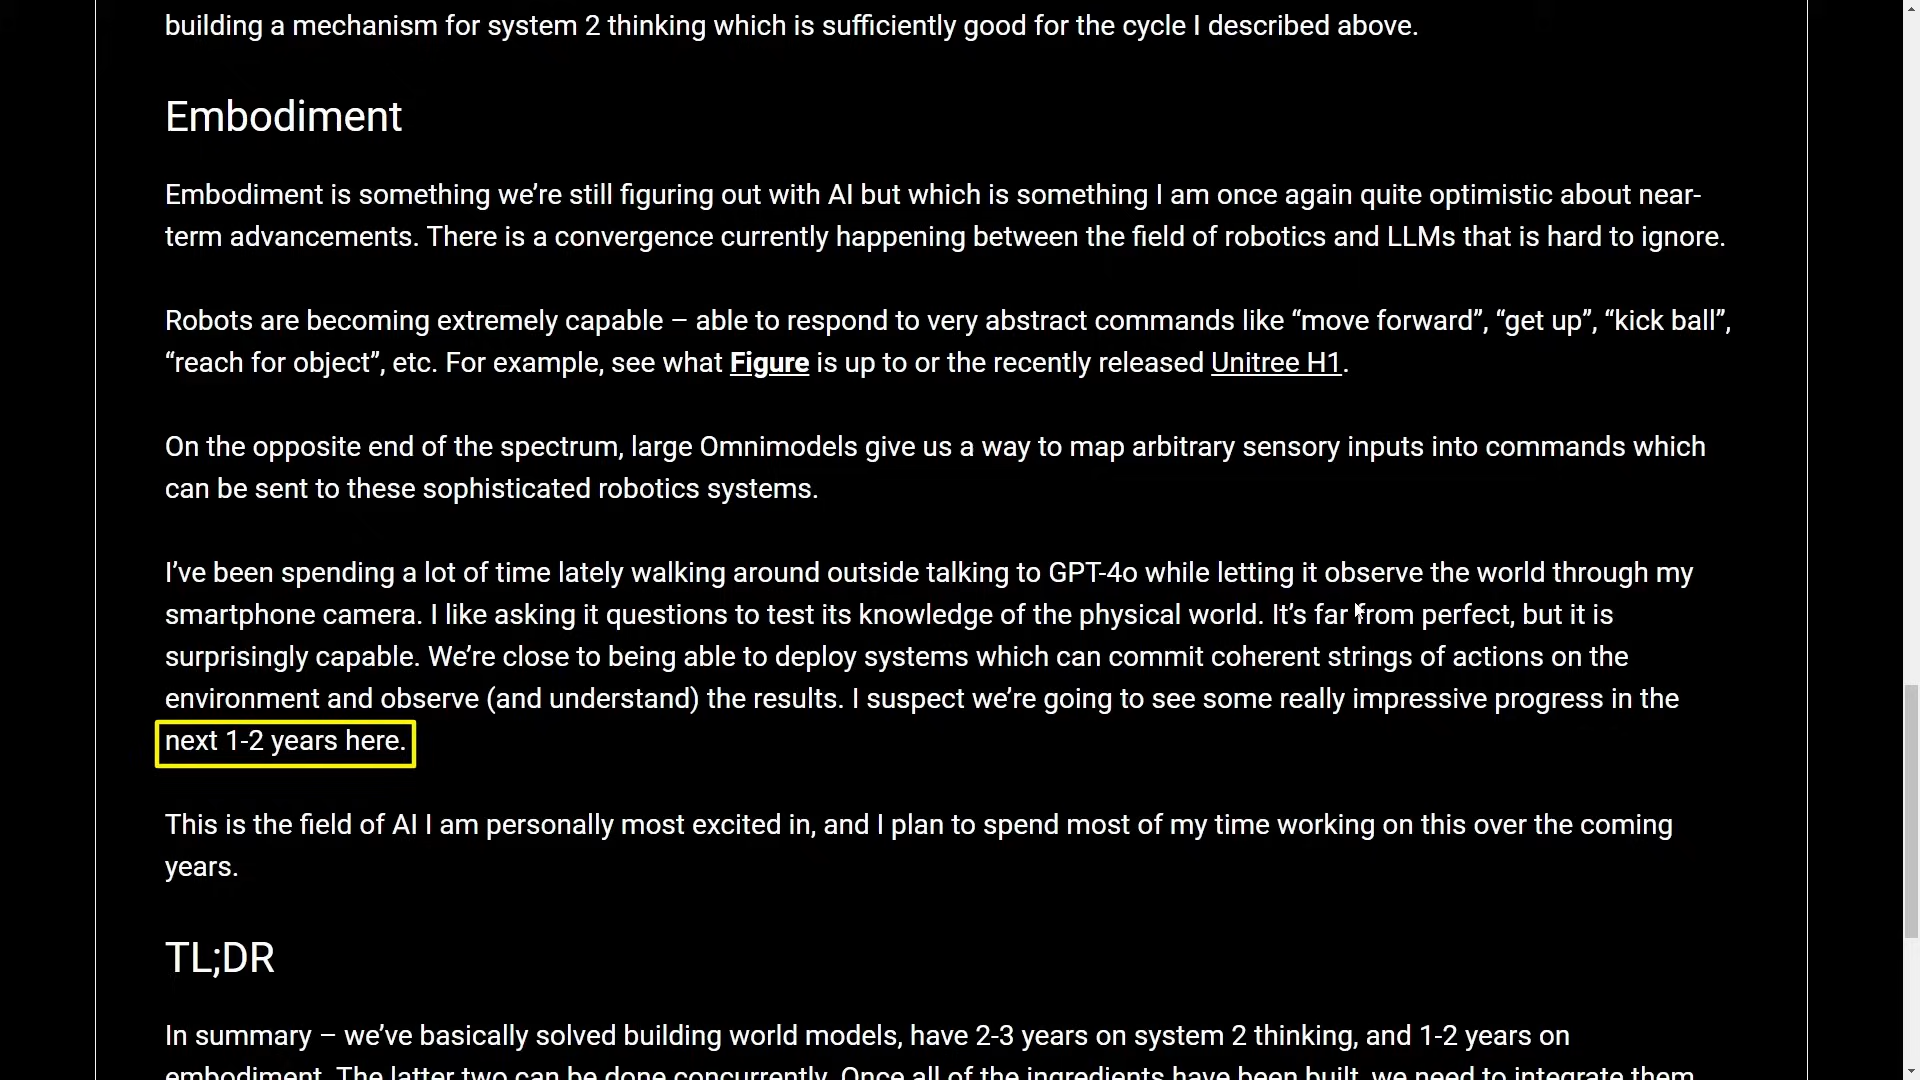 building a mechanism for system 2 thinking which is sufficiently good for the cycle I described above.
Embodiment
Embodiment is something we’re still figuring out with AI but which is something I am once again quite optimistic about near-
term advancements. There is a convergence currently happening between the field of robotics and LLMs that is hard to ignore.
Robots are becoming extremely capable – able to respond to very abstract commands like “move forward”, “get up”, “kick ball”,
“reach for object”, etc. For example, see what Figure is up to or the recently released Unitree H1.
On the opposite end of the spectrum, large Omnimodels give us a way to map arbitrary sensory inputs into commands which
can be sent to these sophisticated robotics systems.
I’ve been spending a lot of time lately walking around outside talking to GPT-4o while letting it observe the world through my
smartphone camera. I like asking it questions to test its knowledge of the physical world. It’s far from perfect, but it is
surprisingly capable. We’re close to being able to deploy systems which can commit coherent strings of actions on the
environment and observe (and understand) the results. I suspect we’re going to see some really impressive progress in the
next 1-2 years here.
This is the field of AI I am personally most excited in, and I plan to spend most of my time working on this over the coming
years.
TL;DR
In summary – we’ve basically solved building world models, have 2-3 years on system 2 thinking, and 1-2 years on
embodiment. The latter two can be done concurrently. Once all of the ingredients have been built, we need to integrate them